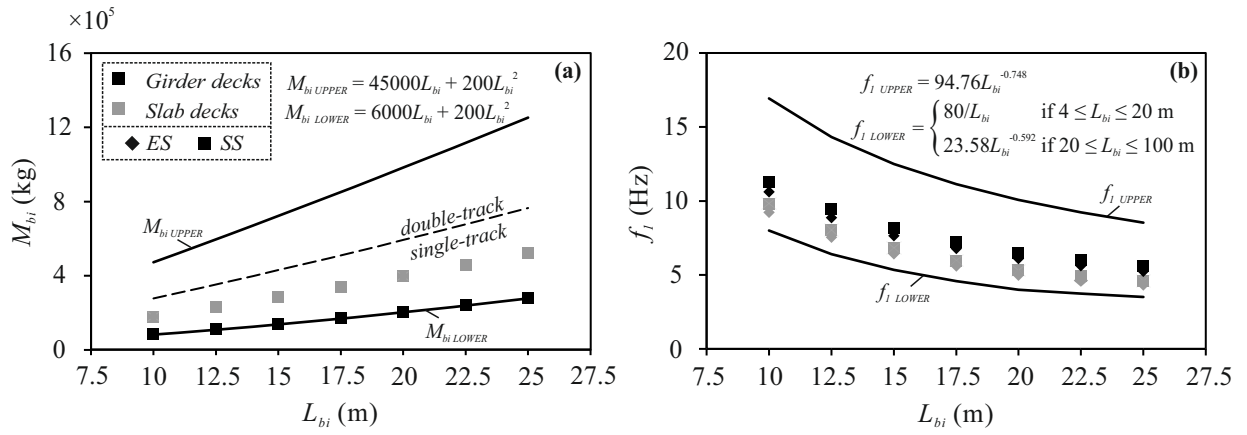 ×10⁵
16
12
8
4
0
M_bi (kg)
Girder decks
Slab decks
ES SS
M_bi UPPER = 45000L_bi + 200L_bi²
M_bi LOWER = 6000L_bi + 200L_bi²
(a)
M_bi UPPER
double-track
single-track
M_bi LOWER
7.5 10 12.5 15 17.5 20 22.5 25 27.5
L_bi (m)
20
15
10
5
0
f_1 (Hz)
(b)
f_1 UPPER = 94.76L_bi^-0.748
f_1 LOWER = { 80/L_bi if 4 ≤ L_bi ≤ 20 m
23.58L_bi^-0.592 if 20 ≤ L_bi ≤ 100 m
f_1 UPPER
f_1 LOWER
7.5 10 12.5 15 17.5 20 22.5 25 27.5
L_bi (m)